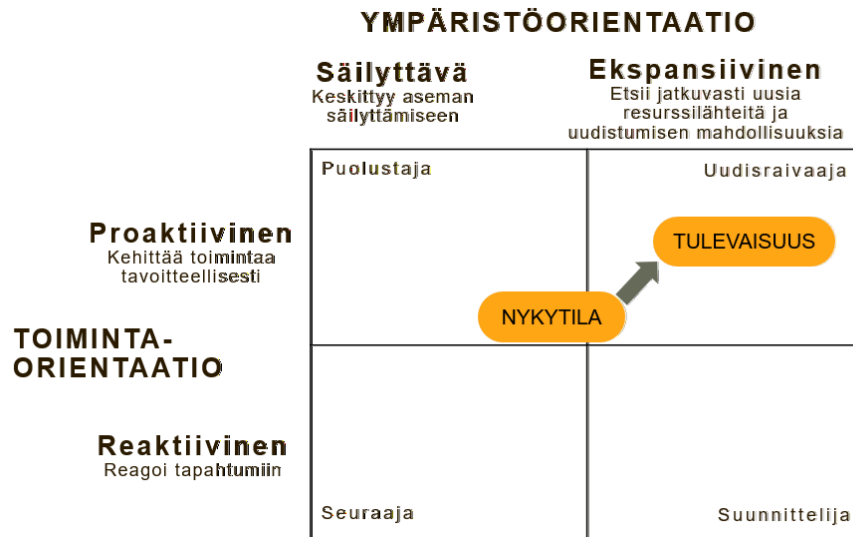 YMPÄRISTÖORIENTAATIO
Säilyttävä
Keskittyy aseman
säilyttämiseen
Ekspansiivinen
Etsii jatkuvasti uusia
resurssilähteitä ja
uudistumisen mahdollisuuksia
Puolustaja
Uudisraivaaja
Proaktiivinen
Kehittää toimintaa
tavoitteellisesti
TULEVAISUUS
NYKYTILA
TOIMINTA-
ORIENTAATIO
Reaktiivinen
Reagoi tapahtumiin
Seuraaja
Suunnittelija